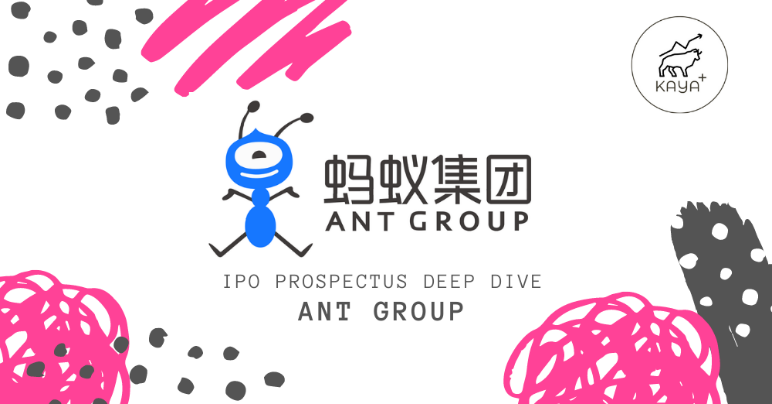 KAYA+
蚂蚁集团
ANT GROUP
IPO PROSPECTUS DEEP DIVE
ANT GROUP